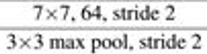 7×7, 64, stride 2
3×3 max pool, stride 2